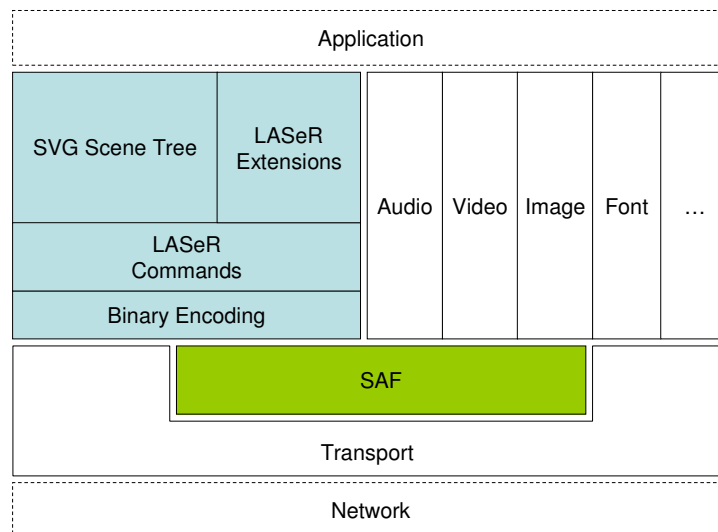 Application
SVG Scene Tree
LASeR
Extensions
Audio
Video
Image
Font
…
LASeR
Commands
Binary Encoding
SAF
Transport
Network